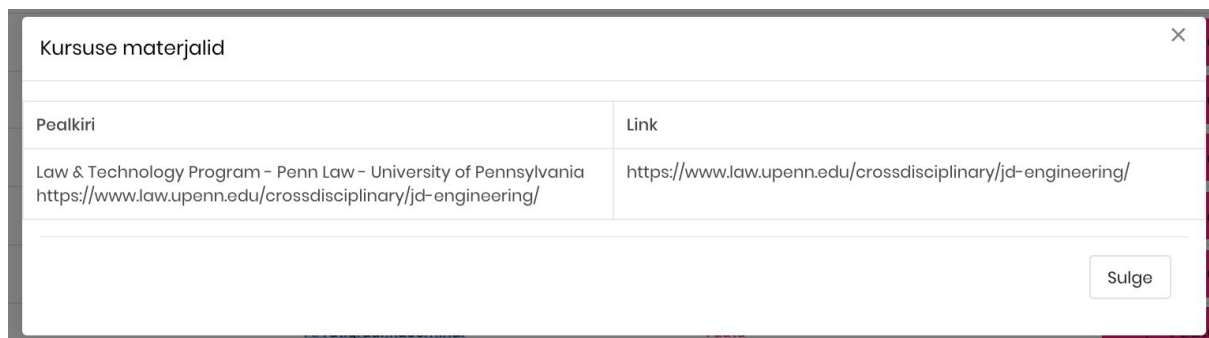 Kursuse materjalid
×
Pealkiri
Link
Law & Technology Program - Penn Law - University of Pennsylvania
https://www.law.upenn.edu/crossdisciplinary/jd-engineering/
https://www.law.upenn.edu/crossdisciplinary/jd-engineering/
Sulge